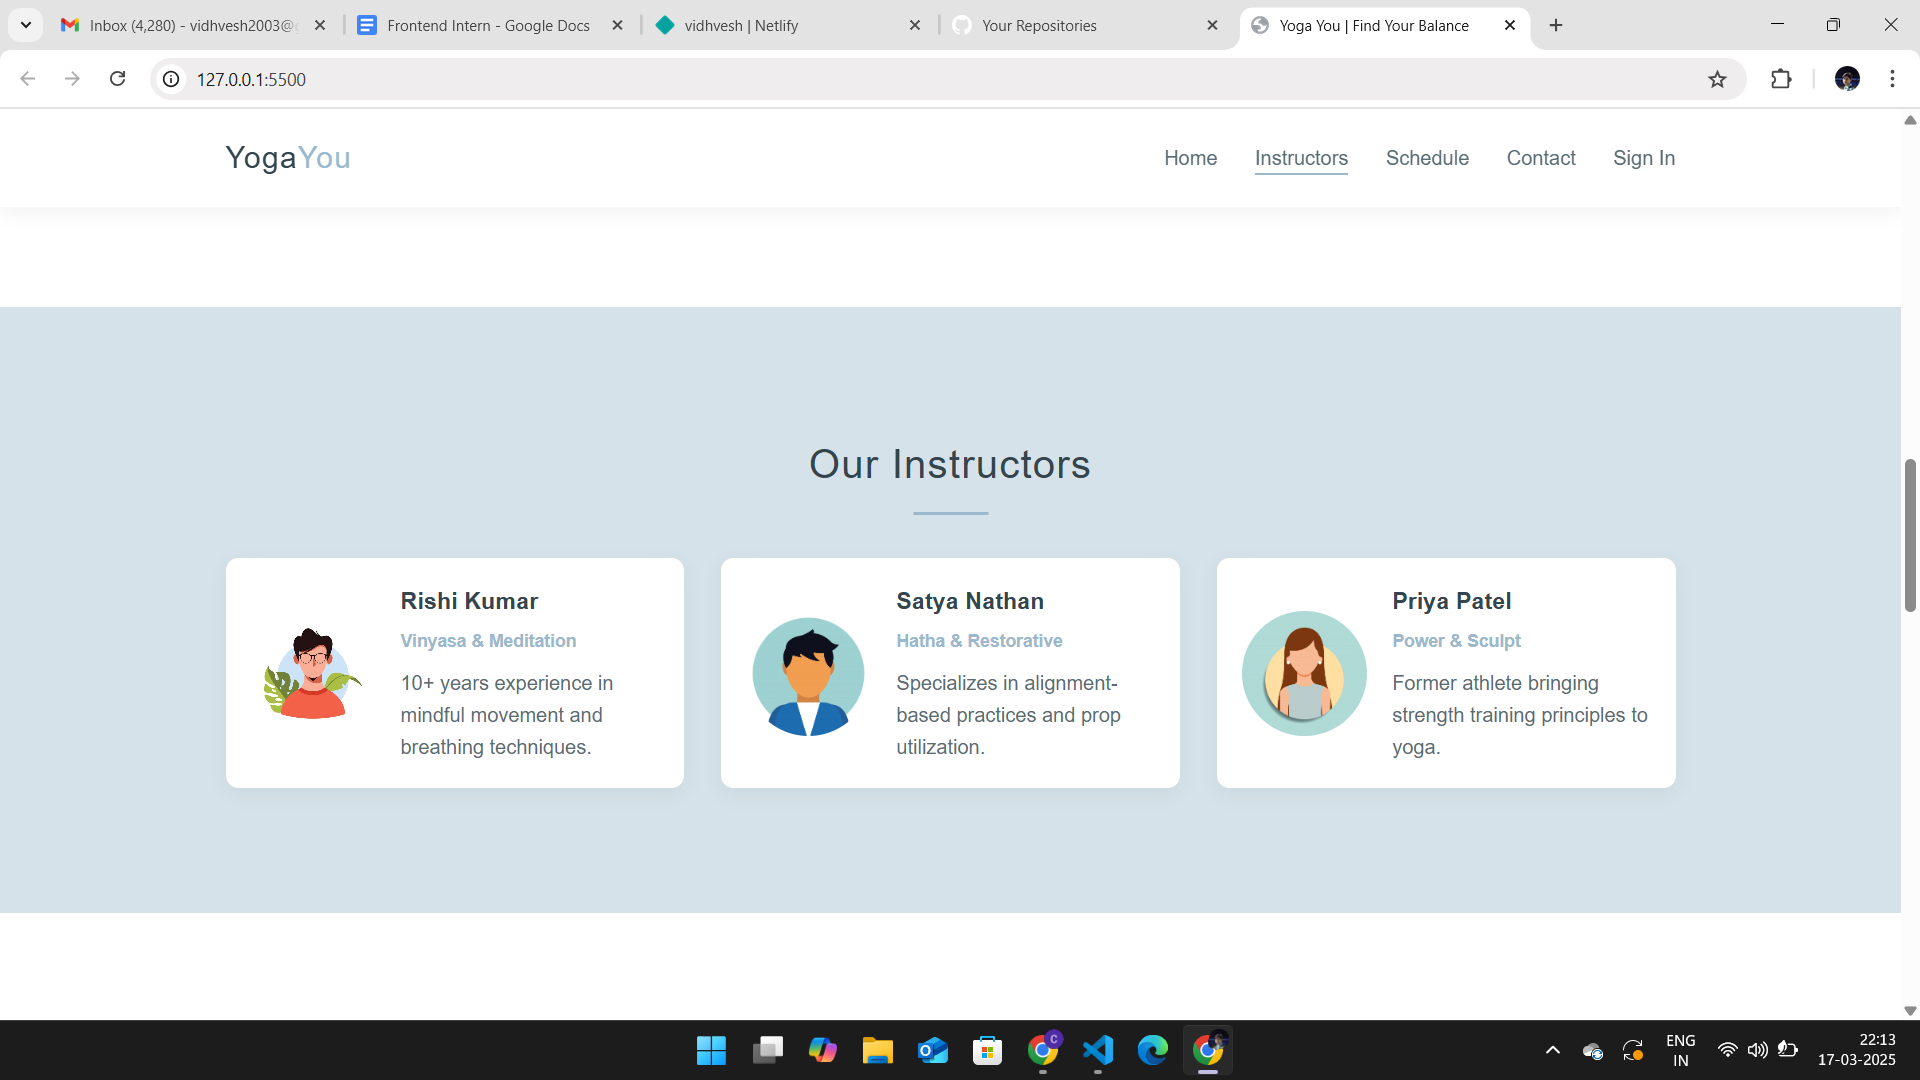 Inbox (4,280) - vidhvesh2003@
Frontend Intern - Google Docs
vidhvesh | Netlify
Your Repositories
Yoga You | Find Your Balance
127.0.0.1:5500
YogaYou
Home
Instructors
Schedule
Contact
Sign In
Our Instructors
Rishi Kumar
Vinyasa & Meditation
10+ years experience in
mindful movement and
breathing techniques.
Satya Nathan
Hatha & Restorative
Specializes in alignment-
based practices and prop
utilization.
Priya Patel
Power & Sculpt
Former athlete bringing
strength training principles to
yoga.
C
ENG
IN
22:13
17-03-2025